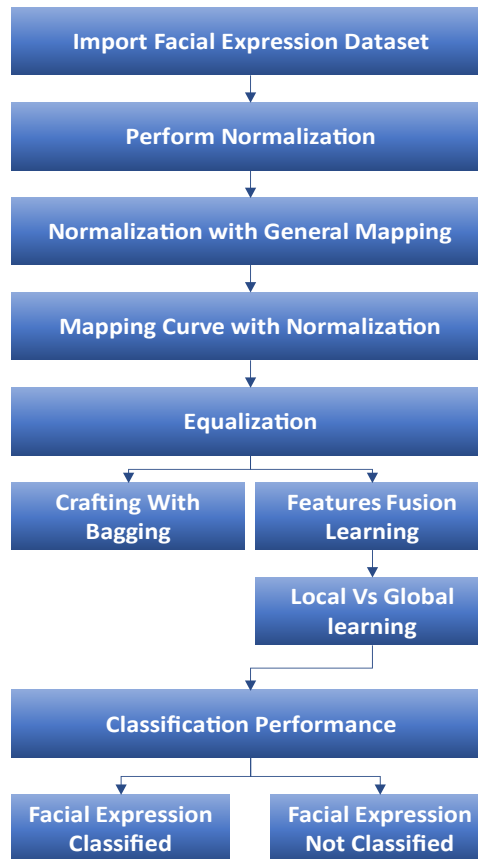 Import Facial Expression Dataset
Perform Normalization
Normalization with General Mapping
Mapping Curve with Normalization
Equalization
Crafting With
Bagging
Features Fusion
Learning
Local Vs Global
learning
Classification Performance
Facial Expression
Classified
Facial Expression
Not Classified